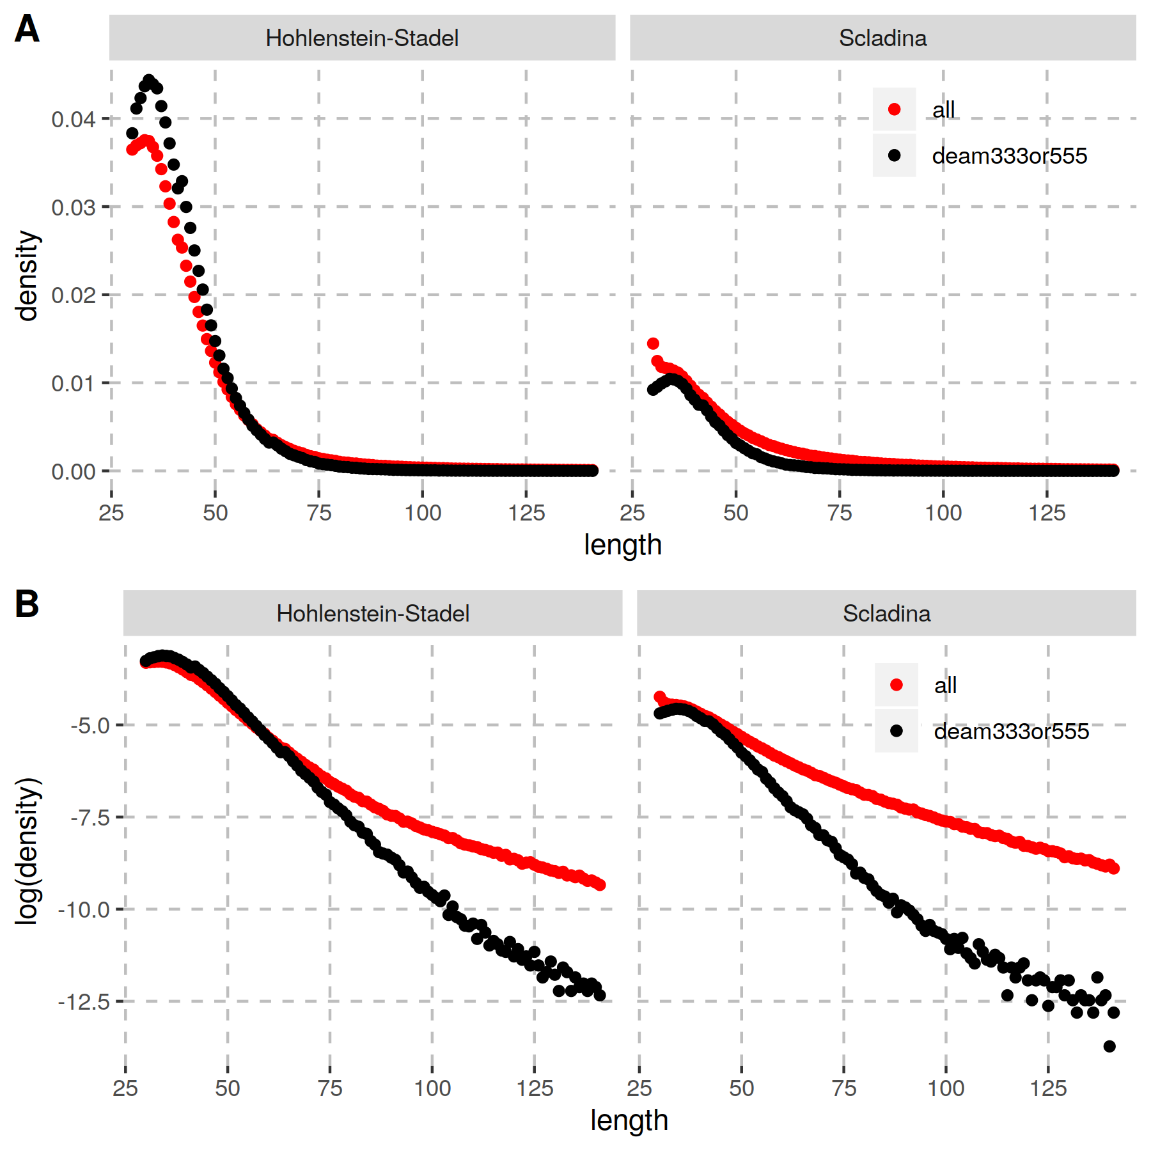 A
Hohlenstein-Stadel
Scladina
density
0.04
0.03
0.02
0.01
0.00
all
deam333or555
25 50 75 100 125
25 50 75 100 125
length
B
Hohlenstein-Stadel
Scladina
log(density)
-5.0
-7.5
-10.0
-12.5
all
deam333or555
25 50 75 100 125
25 50 75 100 125
length